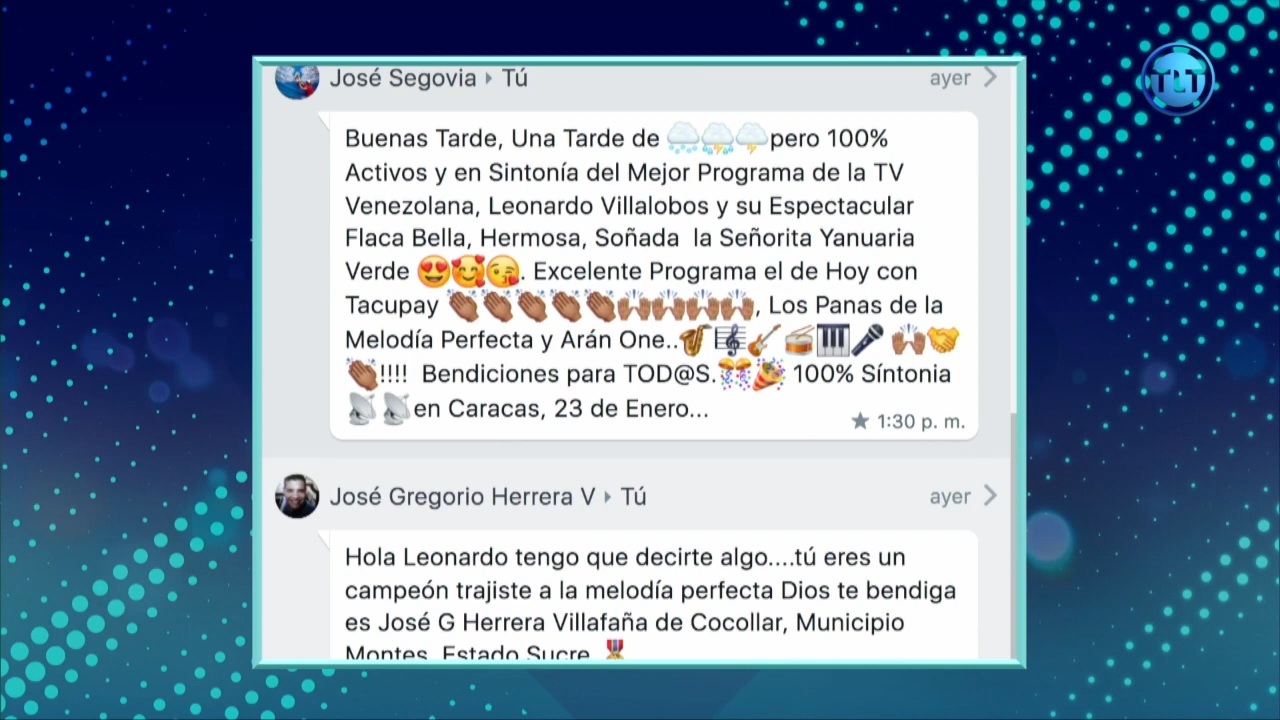 José Segovia ▸ Tú ayer
TLT
Buenas Tarde, Una Tarde de 🌨️⛈️🌩️pero 100%
Activos y en Sintonía del Mejor Programa de la TV
Venezolana, Leonardo Villalobos y su Espectacular
Flaca Bella, Hermosa, Soñada la Señorita Yanuaria
Verde 😍🥰😘. Excelente Programa el de Hoy con
Tacupay 👏🏾👏🏾👏🏾👏🏾👏🏾🙌🏾🙌🏾🙌🏾🙌🏾, Los Panas de la
Melodía Perfecta y Arán One..🎷🎼🎸🥁🎹🎤🙌🏾🤝
👏🏾!!!! Bendiciones para TOD@S.🎊🎉 100% Síntonia
📡📡en Caracas, 23 de Enero...
★ 1:30 p. m.
José Gregorio Herrera V ▸ Tú ayer
Hola Leonardo tengo que decirte algo....tú eres un
campeón trajiste a la melodía perfecta Dios te bendiga
es José G Herrera Villafaña de Cocollar, Municipio
Montes, Estado Sucre 🎖️